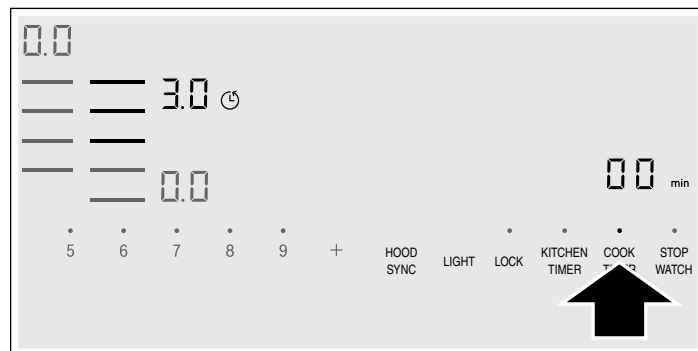 0.0
3.0
00 min
0.0
5 6 7 8 9 +
HOOD SYNC
LIGHT
LOCK
KITCHEN TIMER
COOK
STOP WATCH